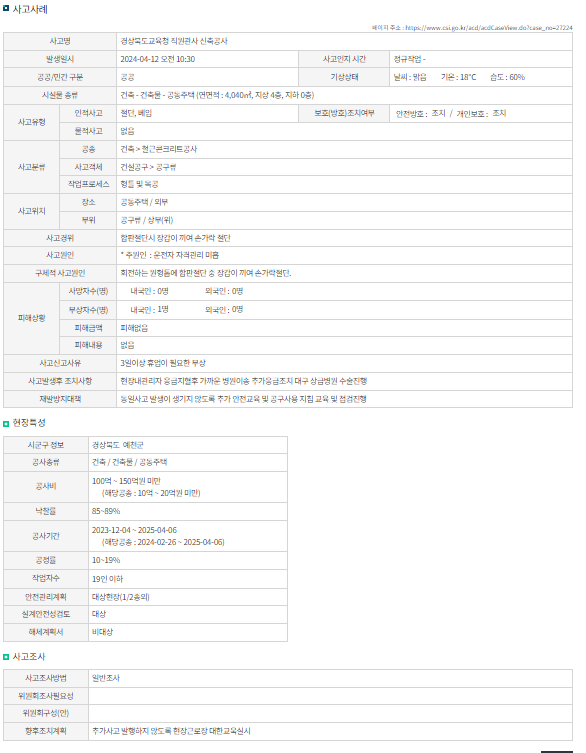 사고사례
페이지 주소 : https://www.csi.go.kr/acd/acdCaseView.do?case_no=27224
사고명 경상북도교육청 직원관사 신축공사
발생일시 2024-04-12 오전 10:30 사고인지 시간 정규작업 -
공공/민간 구분 공공 기상상태 날씨 : 맑음 기온 : 18℃ 습도 : 60%
시설물 종류 건축 - 건축물 - 공동주택 (연면적 : 4,040㎡, 지상 4층, 지하 0층)
사고유형 인적사고 절단, 베임 보호(방호)조치여부 안전방호 : 조치 / 개인보호 : 조치
물적사고 없음
사고분류 공종 건축 > 철근콘크리트공사
사고객체 건설공구 > 공구류
작업프로세스 형틀 및 목공
사고위치 장소 공동주택 / 외부
부위 공구류 / 상부(위)
사고경위 합판절단시 장갑이 끼여 손가락 절단
사고원인 * 주원인 : 운전자 자격관리 미흡
구체적 사고원인 회전하는 원형톱에 합판절단 중 장갑이 끼여 손가락절단.
피해상황 사망자수(명) 내국인 : 0명 외국인 : 0명
부상자수(명) 내국인 : 1명 외국인 : 0명
피해금액 피해없음
피해내용 없음
사고신고사유 3일이상 휴업이 필요한 부상
사고발생후 조치사항 현장내관리자 응급지혈후 가까운 병원이송 추가응급조치 대구 상급병원 수술진행
재발방지대책 동일사고 발생이 생기지 않도록 추가 안전교육 및 공구사용 지침 교육 및 점검진행
현장특성
시군구 정보 경상북도 예천군
공사종류 건축 / 건축물 / 공동주택
공사비 100억 ~ 150억원 미만
(해당공종 : 10억 ~ 20억원 미만)
낙찰률 85~89%
공사기간 2023-12-04 ~ 2025-04-06
(해당공종 : 2024-02-26 ~ 2025-04-06)
공정률 10~19%
작업자수 19인 이하
안전관리계획 대상현장(1/2종외)
설계안전성검토 대상
해체계획서 비대상
사고조사
사고조사방법 일반조사
위원회조사필요성
위원회구성(안)
향후조치계획 추가사고 발행하지 않도록 현장근로장 대한교육실시